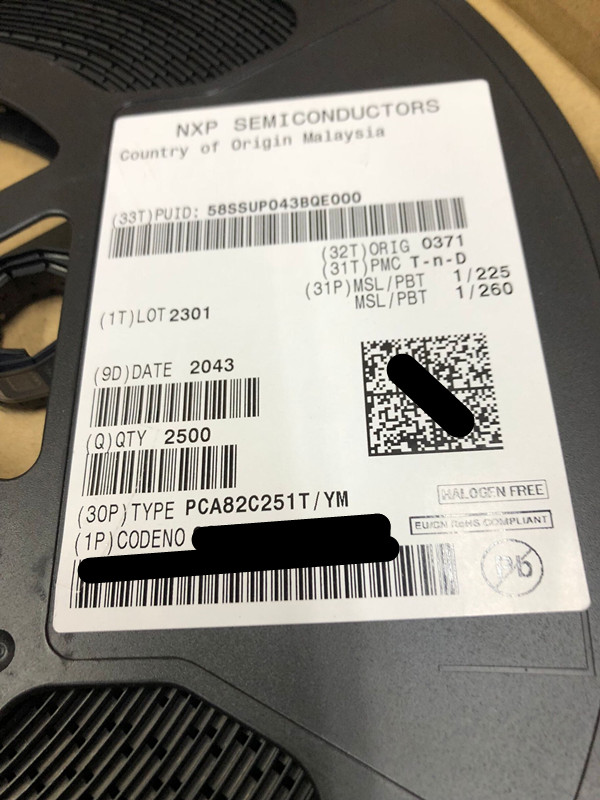 NXP SEMICONDUCTORS
Country of Origin Malaysia
(33T)PUID: 58SSUP043BQE000
(32T)ORIG 0371
(31T)PMC T-n-D
(31P)MSL/PBT 1/225
MSL/PBT 1/260
(1T)LOT 2301
(9D)DATE 2043
(Q)QTY 2500
(30P)TYPE PCA82C251T/YM
(1P)CODENO
HALOGEN FREE
EU/CN RoHS COMPLIANT
Pb